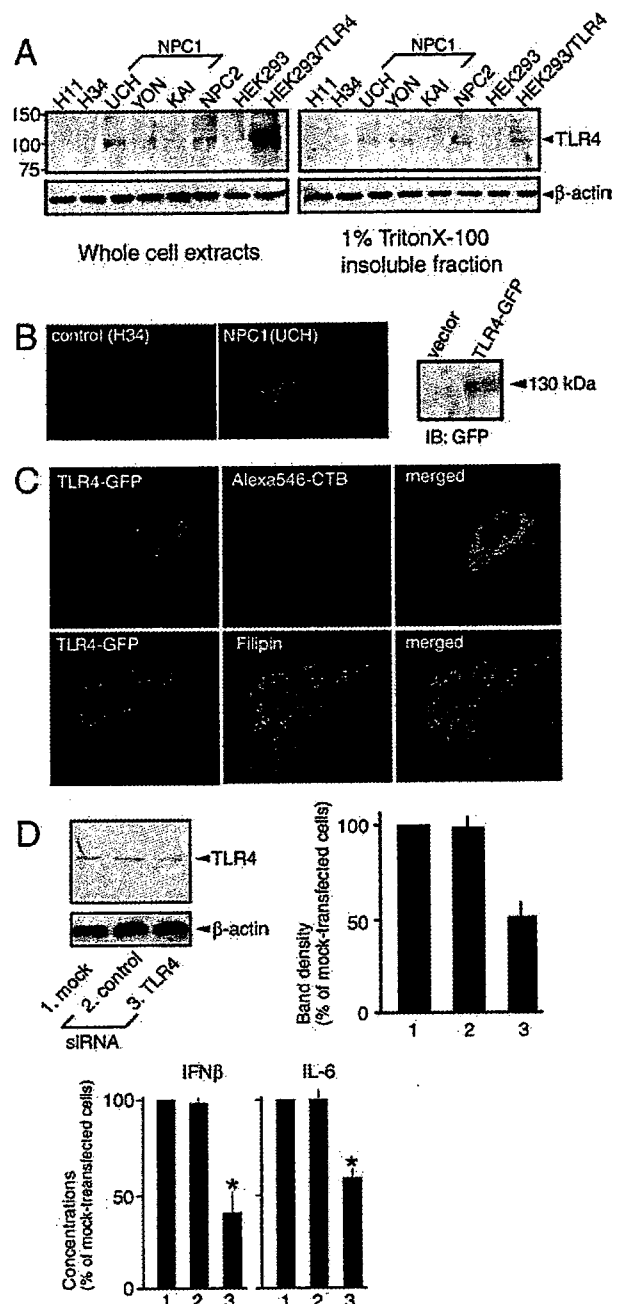 A
NPC1
NPC1
H11 H34 UCH YON KAI NPC2 HEK293 HEK293/TLR4
H11 H34 UCH YON KAI NPC2 HEK293 HEK293/TLR4
150
100
75
TLR4
β-actin
Whole cell extracts
1% TritonX-100
insoluble fraction
B
control (H34)
NPC1(UCH)
vector TLR4-GFP
130 kDa
IB: GFP
C
TLR4-GFP
Alexa546-CTB
merged
TLR4-GFP
Filipin
merged
D
TLR4
β-actin
1. mock 2. control 3. TLR4
siRNA
Band density
(% of mock-transfected cells)
100
50
0
1 2 3
IFNβ
IL-6
Concentrations
(% of mock-transfected cells)
100
50
0
*
*
1 2 3
1 2 3